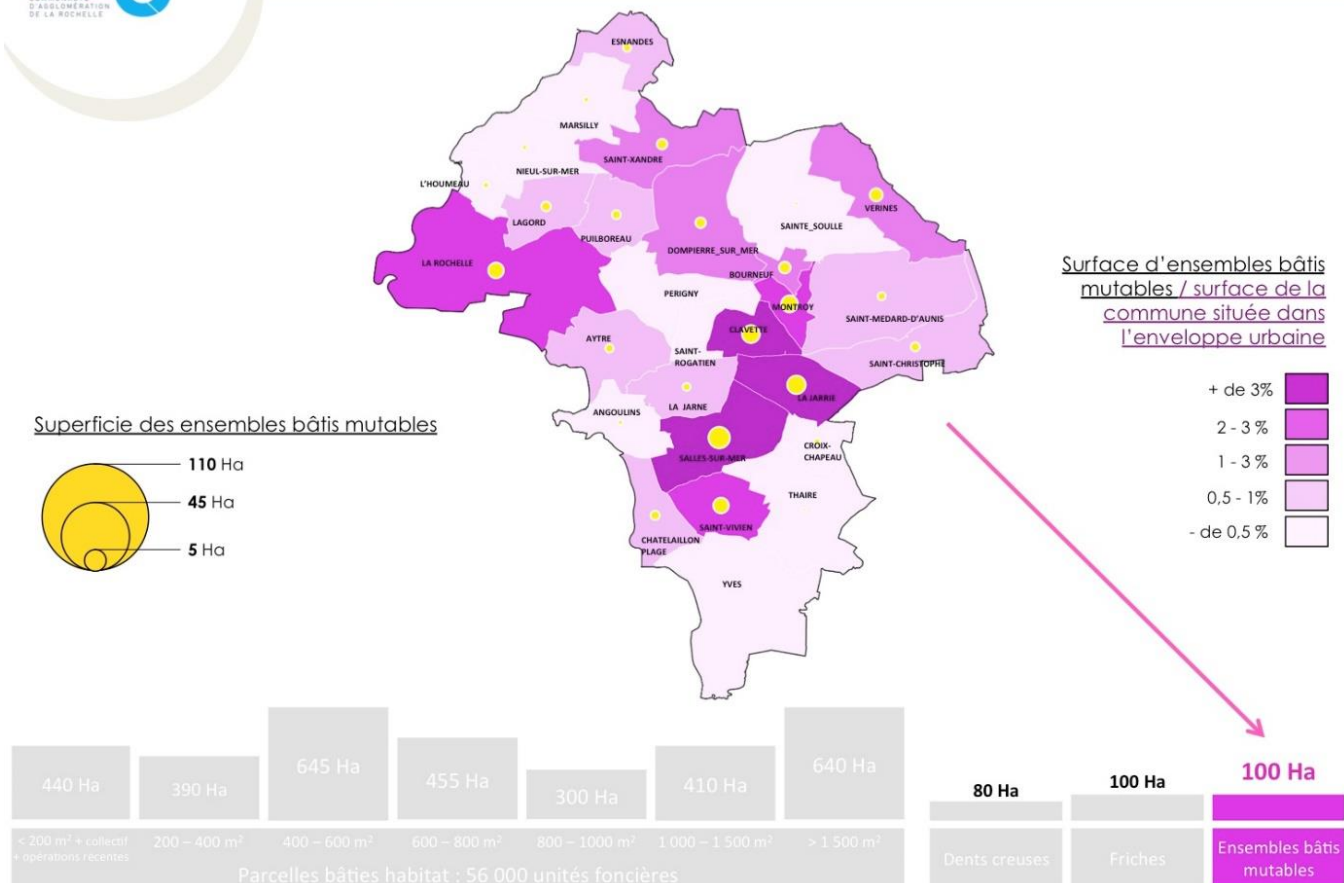 D'AGGLOMÉRATION
DE LA ROCHELLE
ESNANDES
MARSILLY
SAINT-XANDRE
NIEUL-SUR-MER
L'HOUMEAU
LAGORD
PUILBOREAU
VERINES
SAINTE_SOULLE
DOMPIERRE_SUR_MER
LA ROCHELLE
BOURNEUF
PERIGNY
MONTROY
SAINT-MEDARD-D'AUNIS
CLAVETTE
AYTRE
SAINT-
ROGATIEN
SAINT-CHRISTOPHE
LA JARRIE
LA JARNE
ANGOULINS
CROIX-
CHAPEAU
SALLES-SUR-MER
THAIRE
SAINT-VIVIEN
CHATELAILLON
PLAGE
YVES
Surface d'ensembles bâtis
mutables / surface de la
commune située dans
l'enveloppe urbaine
+ de 3%
2 - 3 %
1 - 3 %
0,5 - 1%
- de 0,5 %
Superficie des ensembles bâtis mutables
110 Ha
45 Ha
5 Ha
440 Ha
390 Ha
645 Ha
455 Ha
300 Ha
410 Ha
640 Ha
80 Ha
100 Ha
100 Ha
< 200 m² + collectif
+ opérations récentes
200 – 400 m²
400 – 600 m²
600 – 800 m²
800 – 1000 m²
1 000 – 1 500 m²
> 1 500 m²
Parcelles bâties habitat : 56 000 unités foncières
Dents creuses
Friches
Ensembles bâtis
mutables